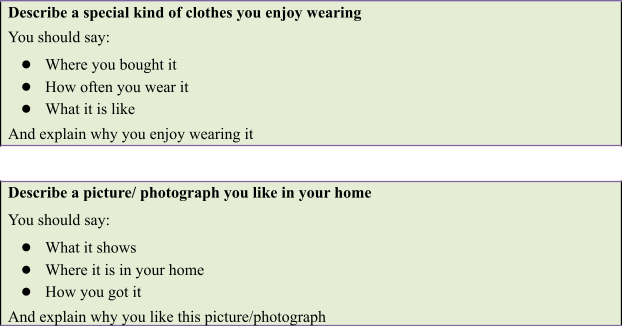 Describe a special kind of clothes you enjoy wearing
You should say:
● Where you bought it
● How often you wear it
● What it is like
And explain why you enjoy wearing it
Describe a picture/ photograph you like in your home
You should say:
● What it shows
● Where it is in your home
● How you got it
And explain why you like this picture/photograph